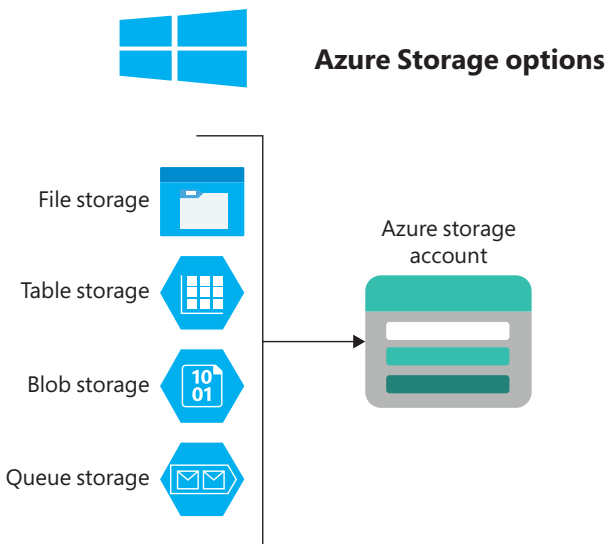 Azure Storage options
File storage
Table storage
Blob storage
10
01
Queue storage
Azure storage
account